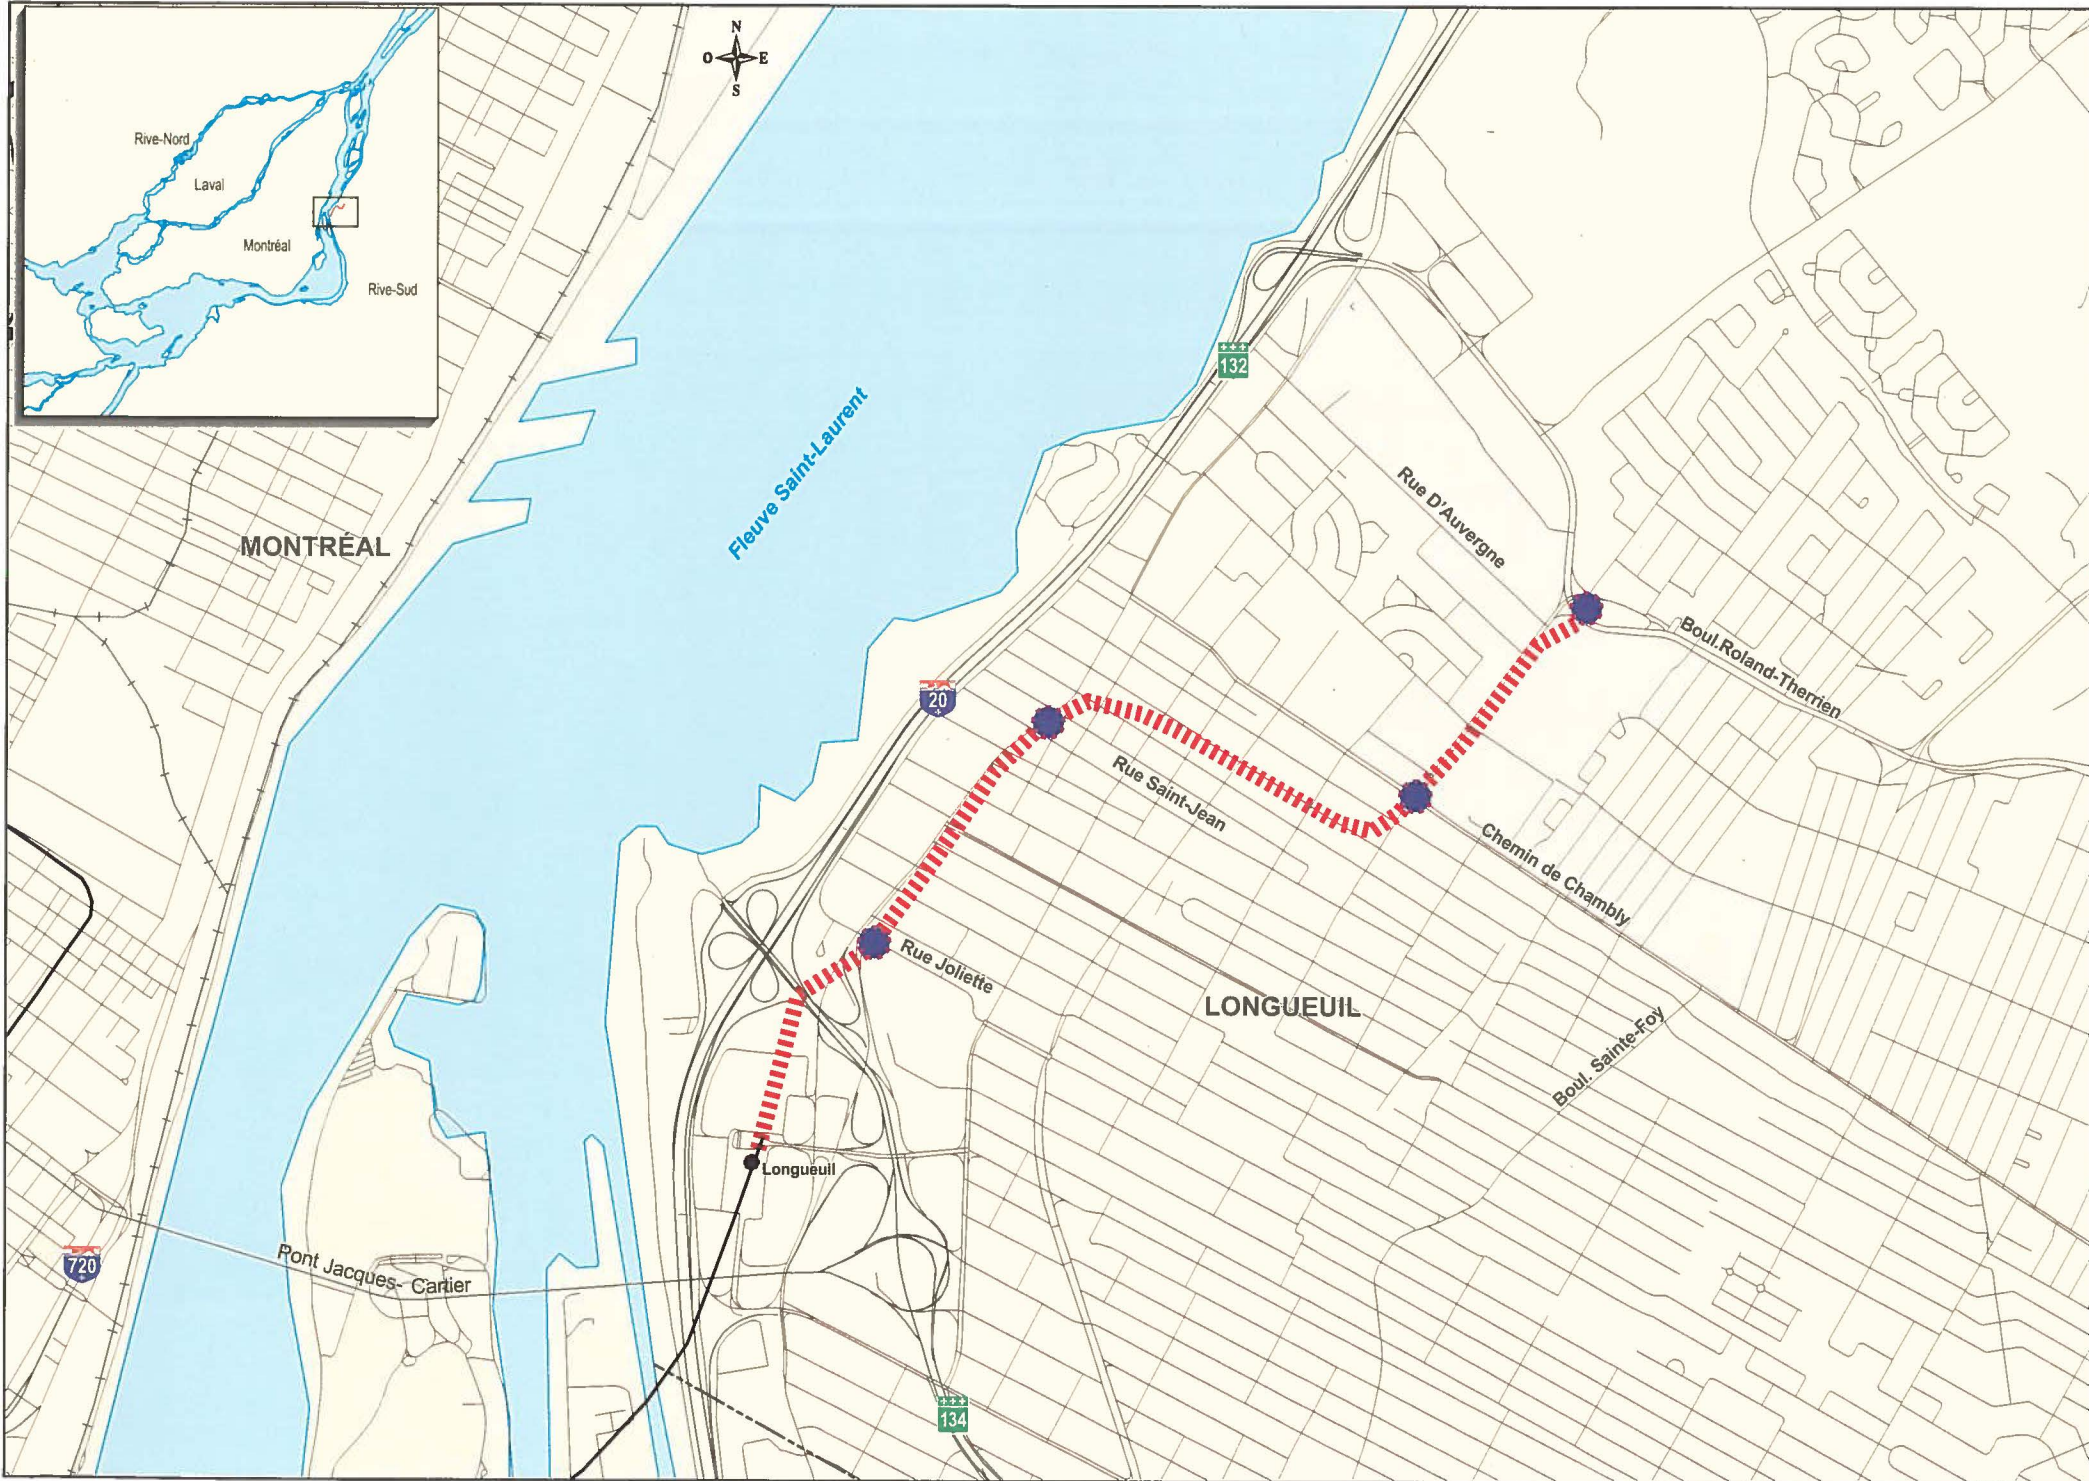 N
O E
S
Rive-Nord
Laval
Montréal
Rive-Sud
132
Fleuve Saint-Laurent
Rue D'Auvergne
MONTRÉAL
Boul.Roland-Therrien
20
Rue Saint-Jean
Chemin de Chambly
Rue Joliette
LONGUEUIL
Boul. Sainte-Foy
Longueuil
720
Pont Jacques- Cartier
134